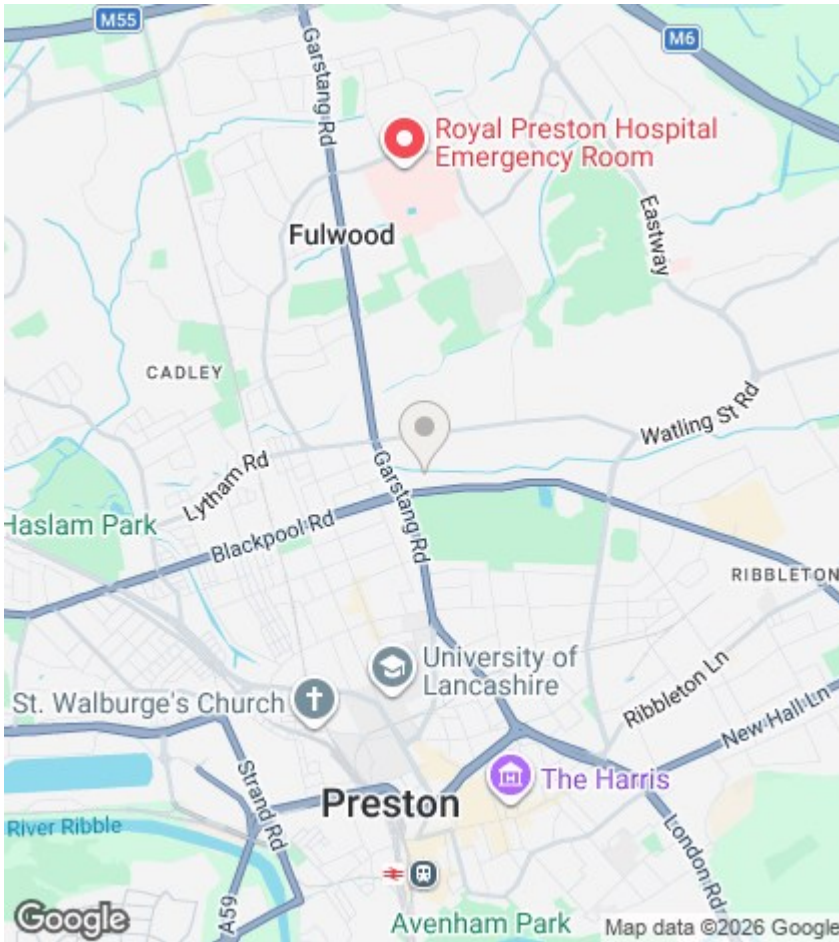 M55
M6
Garstang Rd
Royal Preston Hospital
Emergency Room
Eastway
Fulwood
CADLEY
Watling St Rd
Lytham Rd
Garstang Rd
Haslam Park
Blackpool Rd
RIBBLETON
University of
Lancashire
Ribbleton Ln
St. Walburge's Church
New Hall Ln
Strand Rd
The Harris
Preston
River Ribble
London Rd
A59
Google
Avenham Park
Map data ©2026 Google